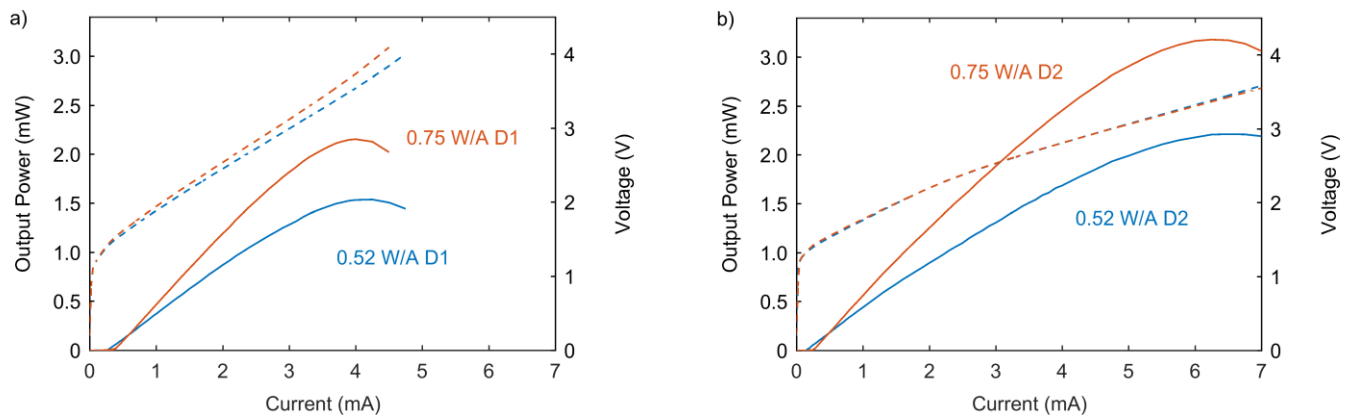 a)
3.0
2.5
2.0
1.5
1.0
0.5
0
Output Power (mW)
0.75 W/A D1
0.52 W/A D1
4
3
2
1
0
Voltage (V)
0 1 2 3 4 5 6 7
Current (mA)
b)
3.0
2.5
2.0
1.5
1.0
0.5
0
Output Power (mW)
0.75 W/A D2
0.52 W/A D2
4
3
2
1
0
Voltage (V)
0 1 2 3 4 5 6 7
Current (mA)